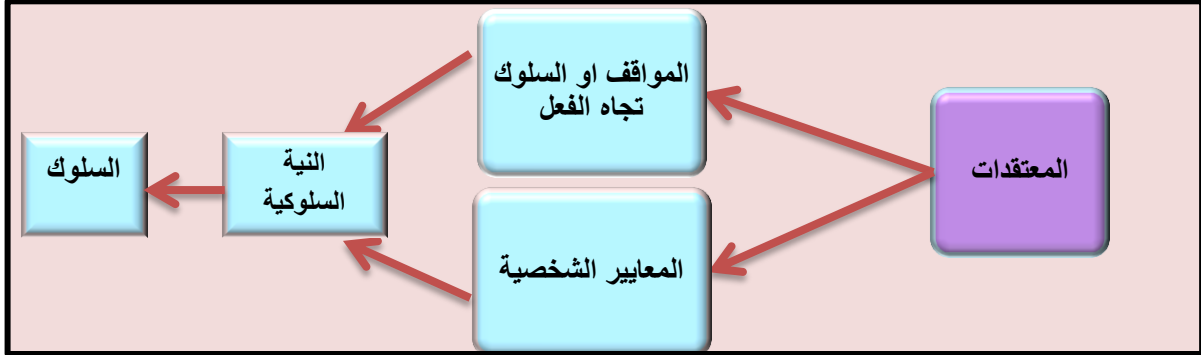 المعتقدات
المواقف او السلوك
تجاه الفعل
المعايير الشخصية
النية
السلوكية
السلوك